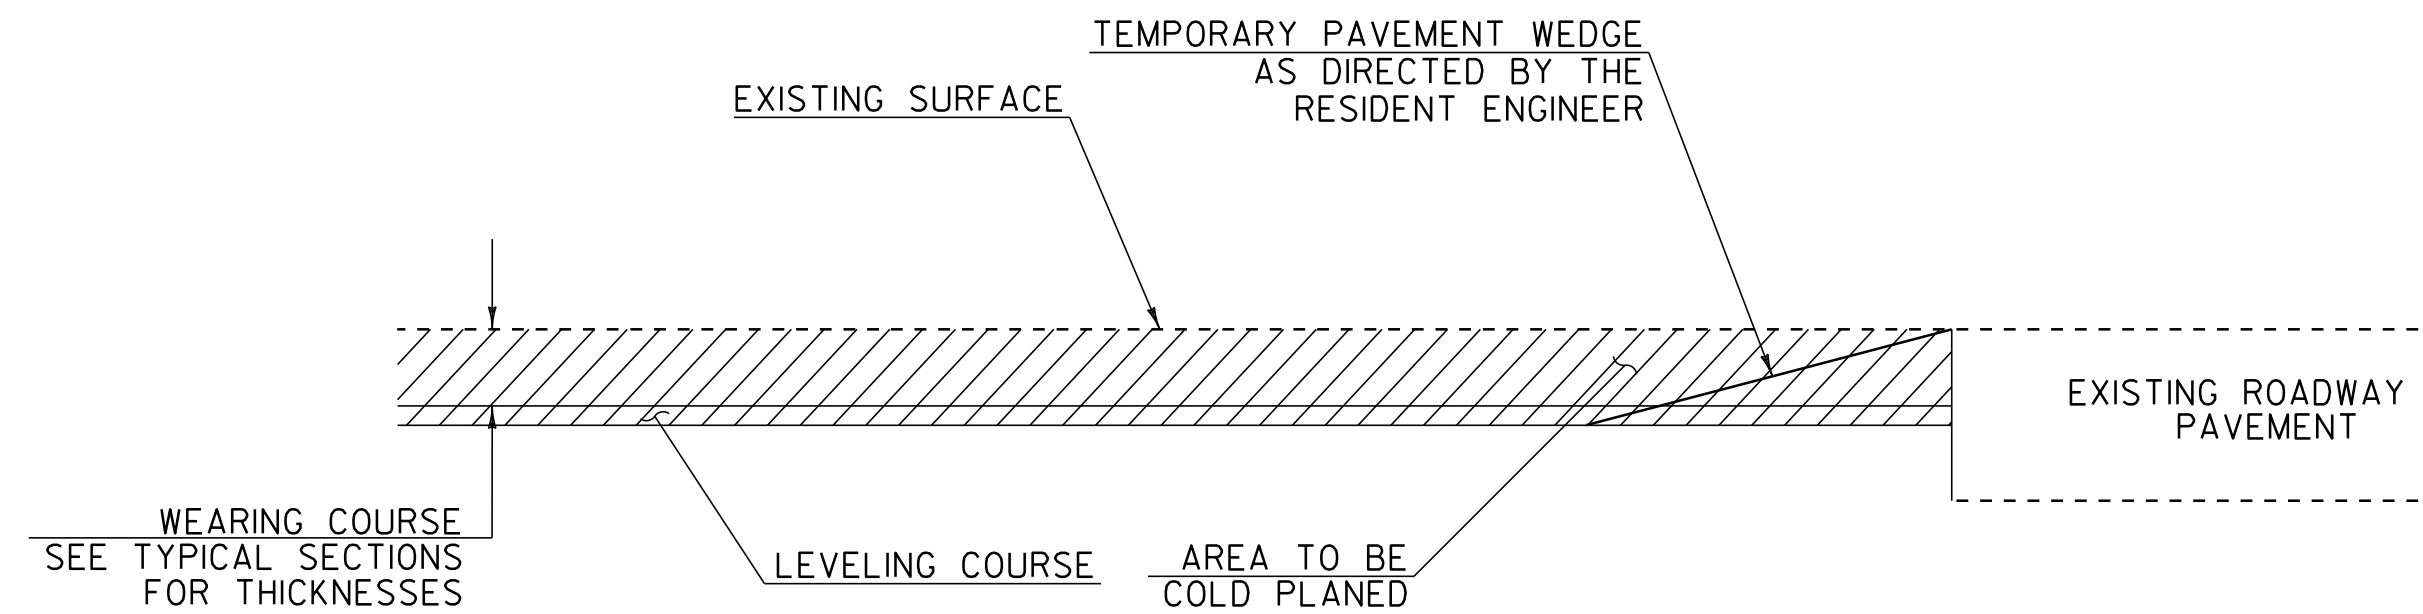 TEMPORARY PAVEMENT WEDGE
AS DIRECTED BY THE
RESIDENT ENGINEER
EXISTING SURFACE
EXISTING ROADWAY
PAVEMENT
WEARING COURSE
SEE TYPICAL SECTIONS
FOR THICKNESSES
LEVELING COURSE
AREA TO BE
COLD PLANED